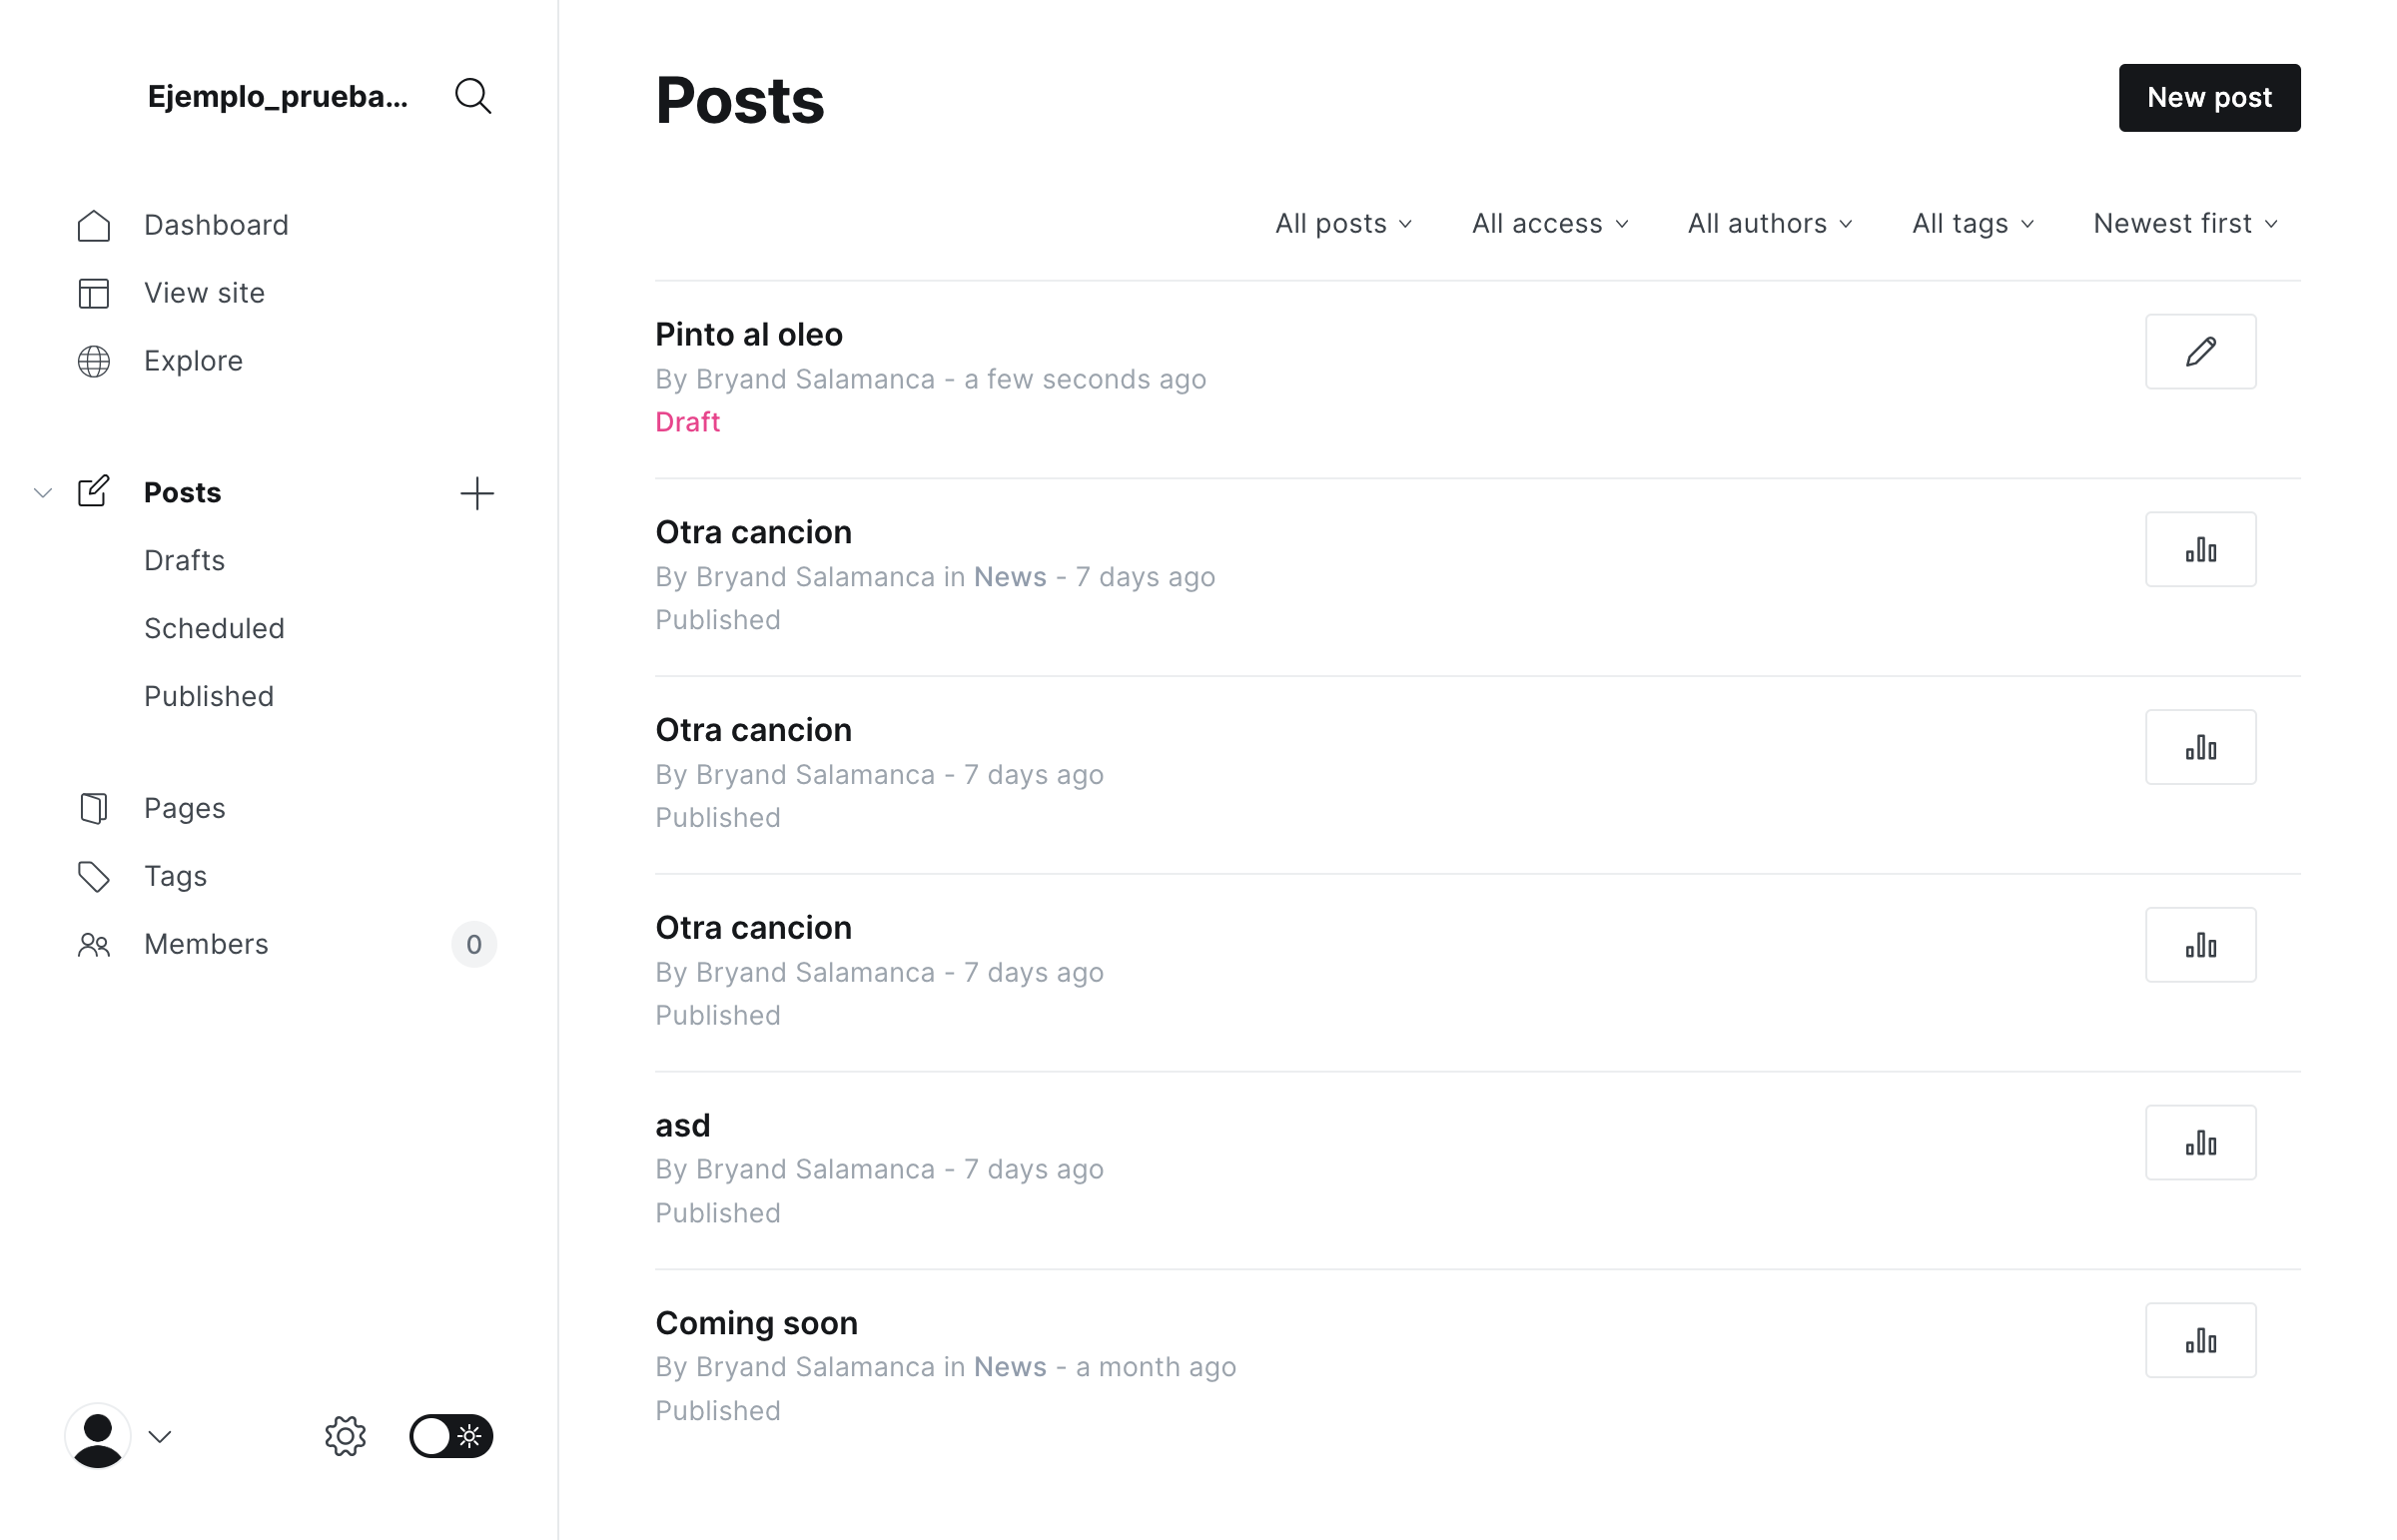 Ejemplo_prueba...
Dashboard
View site
Explore
Posts
Drafts
Scheduled
Published
Pages
Tags
Members 0
Posts
New post
All posts All access All authors All tags Newest first
Pinto al oleo
By Bryand Salamanca - a few seconds ago
Draft
Otra cancion
By Bryand Salamanca in News - 7 days ago
Published
Otra cancion
By Bryand Salamanca - 7 days ago
Published
Otra cancion
By Bryand Salamanca - 7 days ago
Published
asd
By Bryand Salamanca - 7 days ago
Published
Coming soon
By Bryand Salamanca in News - a month ago
Published